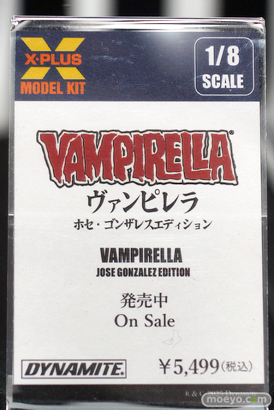 X-PLUS
MODEL KIT
1/8
SCALE
VAMPIRELLA
ヴァンピレラ
ホセ・ゴンザレスエディション
VAMPIRELLA
JOSE GONZALEZ EDITION
発売中
On Sale
DYNAMITE.
¥5,499(税込)
moeyo.com